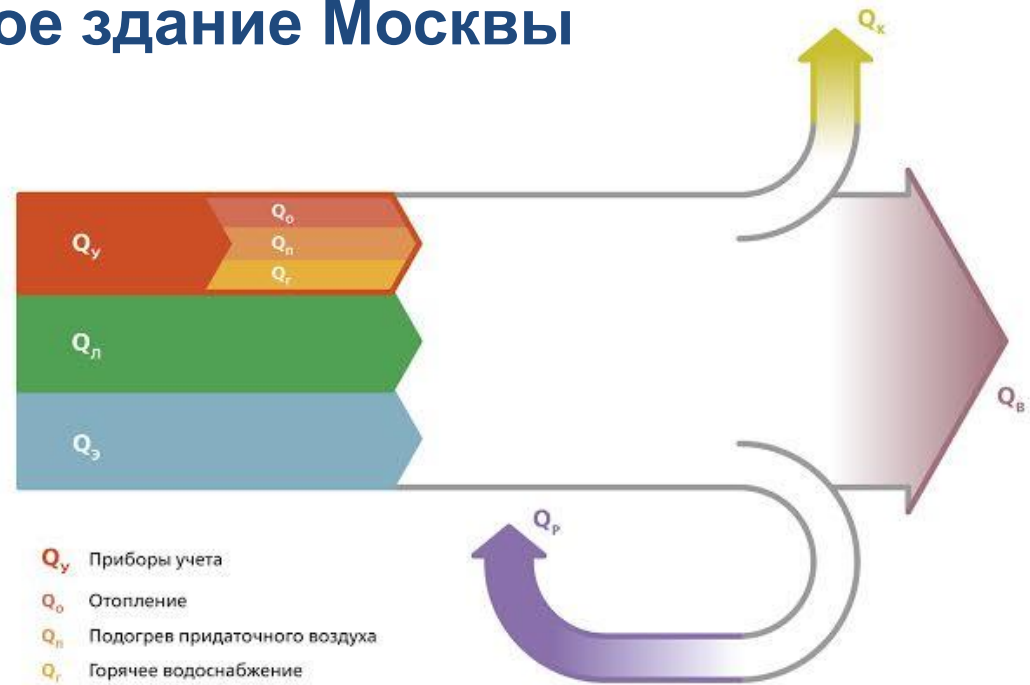 ое здание Москвы
Qк
Qо
Qу
Qп
Qг
Qл
Qв
Qэ
Qр
Qу Приборы учета
Qо Отопление
Qп Подогрев придаточного воздуха
Qг Горячее водоснабжение